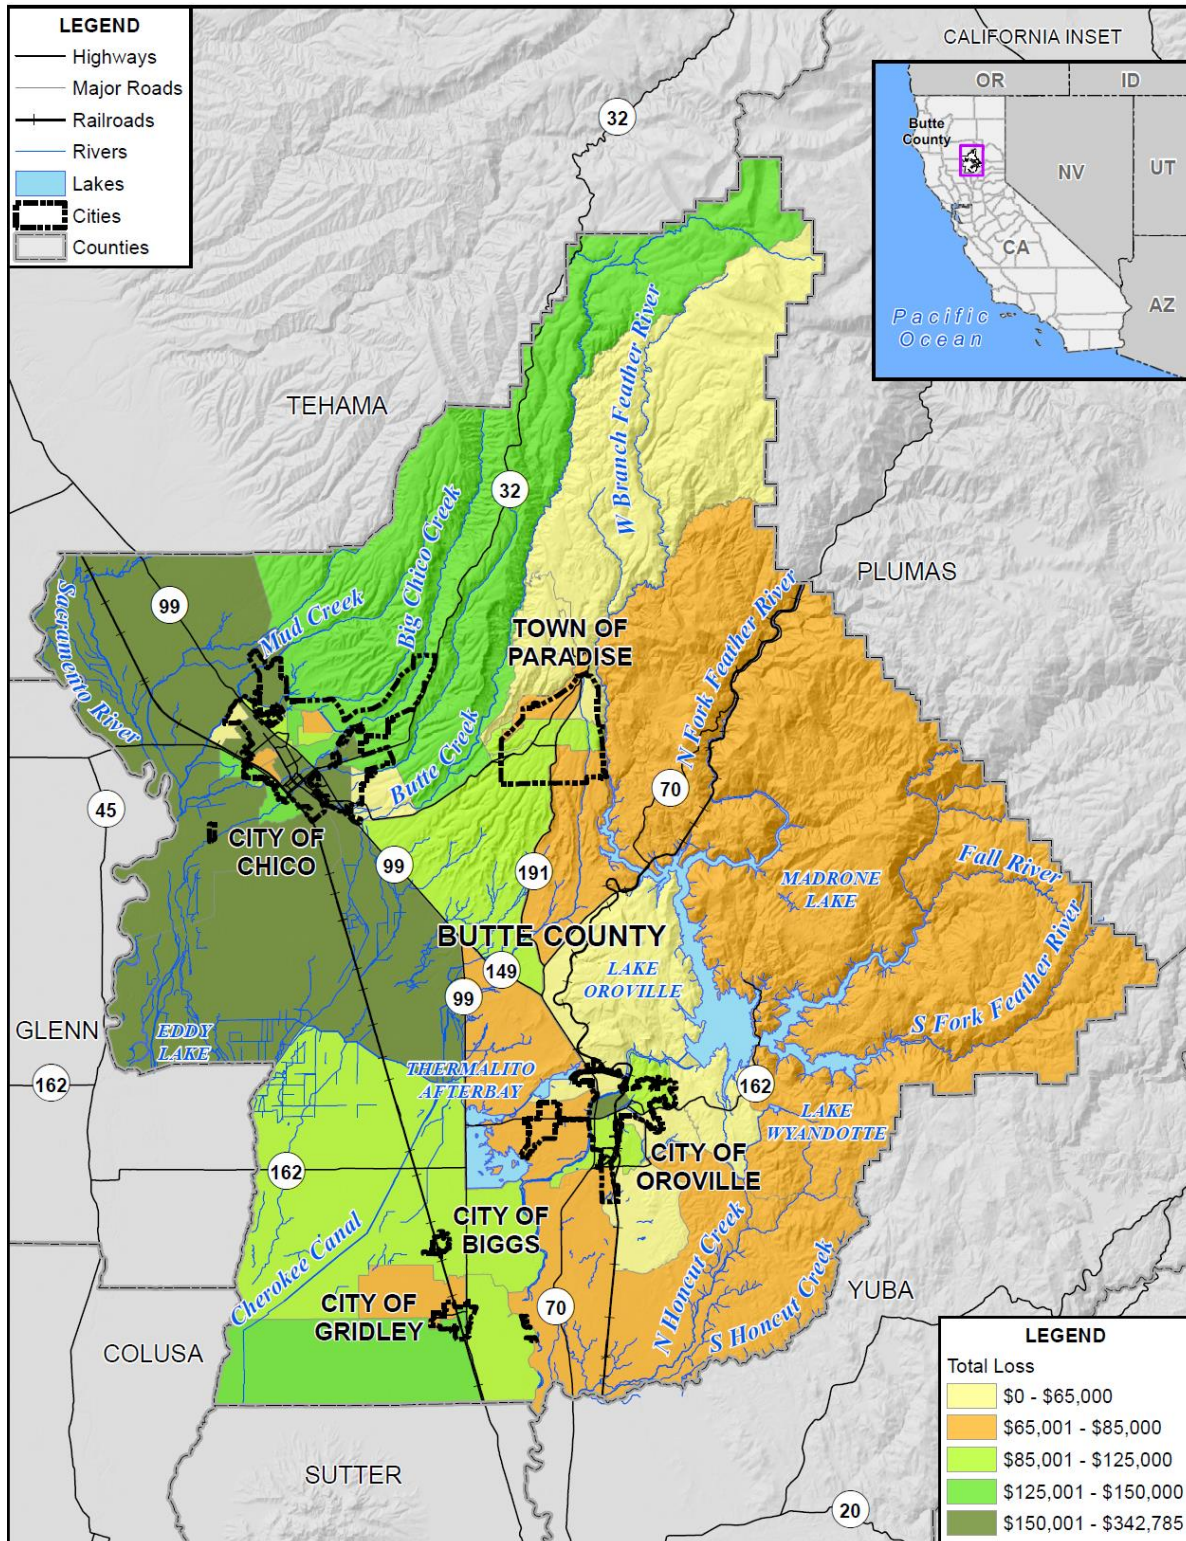 LEGEND
Highways
Major Roads
Railroads
Rivers
Lakes
Cities
Counties
CALIFORNIA INSET
OR
ID
Butte
County
NV
UT
CA
AZ
Pacific
Ocean
32
TEHAMA
W Branch Feather River
32
Big Chico Creek
PLUMAS
Sacramento River
99
Mud Creek
TOWN OF
PARADISE
N Fork Feather River
Butte Creek
70
45
CITY OF
CHICO
99
191
MADRONE
LAKE
Fall River
BUTTE COUNTY
149
LAKE
OROVILLE
99
S Fork Feather River
GLENN
EDDY
LAKE
THERMALITO
AFTERBAY
162
162
LAKE
WYANDOTTE
162
CITY OF
OROVILLE
CITY OF
BIGGS
Cherokee Canal
N Honcut Creek
S Honcut Creek
YUBA
CITY OF
GRIDLEY
70
COLUSA
SUTTER
20
LEGEND
Total Loss
$0 - $65,000
$65,001 - $85,000
$85,001 - $125,000
$125,001 - $150,000
$150,001 - $342,785